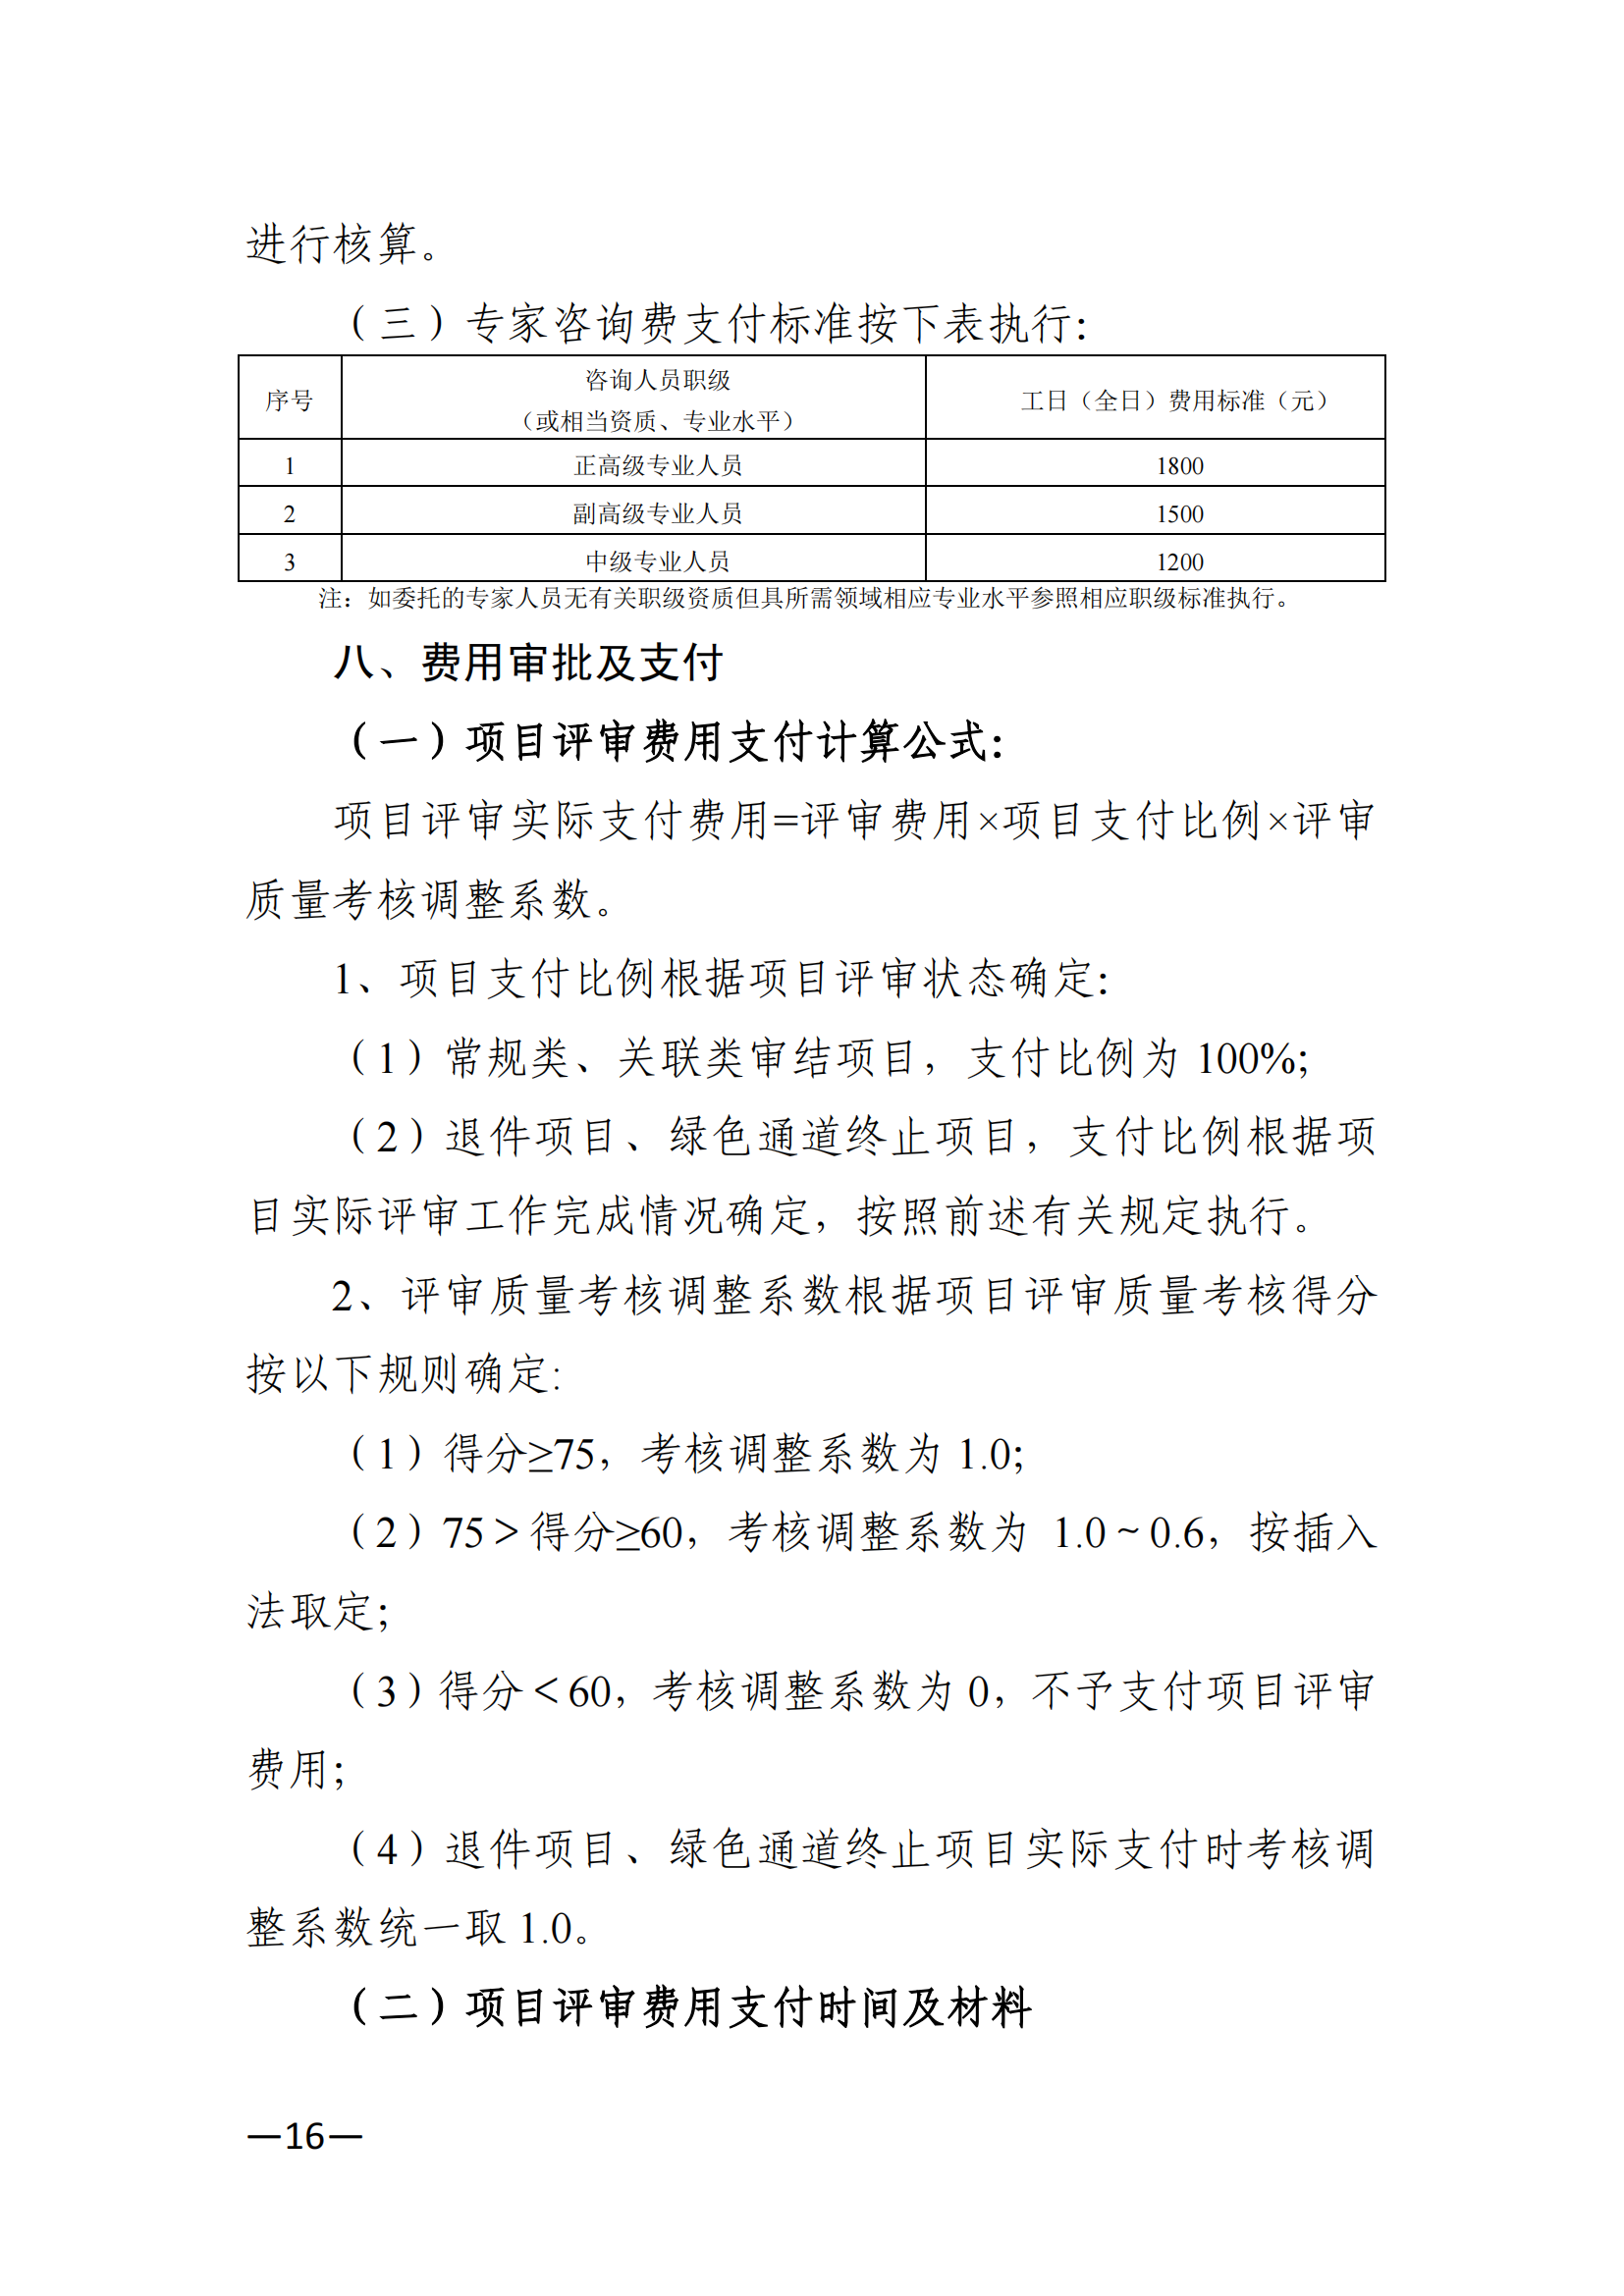 进行核算。
（三）专家咨询费支付标准按下表执行：
序号 咨询人员职级 （或相当资质、专业水平） 工日（全日）费用标准（元）
1 正高级专业人员 1800
2 副高级专业人员 1500
3 中级专业人员 1200
注：如委托的专家人员无有关职级资质但具所需领域相应专业水平参照相应职级标准执行。
八、费用审批及支付
（一）项目评审费用支付计算公式：
项目评审实际支付费用=评审费用×项目支付比例×评审
质量考核调整系数。
1、项目支付比例根据项目评审状态确定：
（1）常规类、关联类审结项目，支付比例为 100%；
（2）退件项目、绿色通道终止项目，支付比例根据项
目实际评审工作完成情况确定，按照前述有关规定执行。
2、评审质量考核调整系数根据项目评审质量考核得分
按以下规则确定:
（1）得分≥75，考核调整系数为 1.0；
（2）75＞得分≥60，考核调整系数为 1.0～0.6，按插入
法取定；
（3）得分＜60，考核调整系数为 0，不予支付项目评审
费用；
（4）退件项目、绿色通道终止项目实际支付时考核调
整系数统一取 1.0。
（二）项目评审费用支付时间及材料
—16—